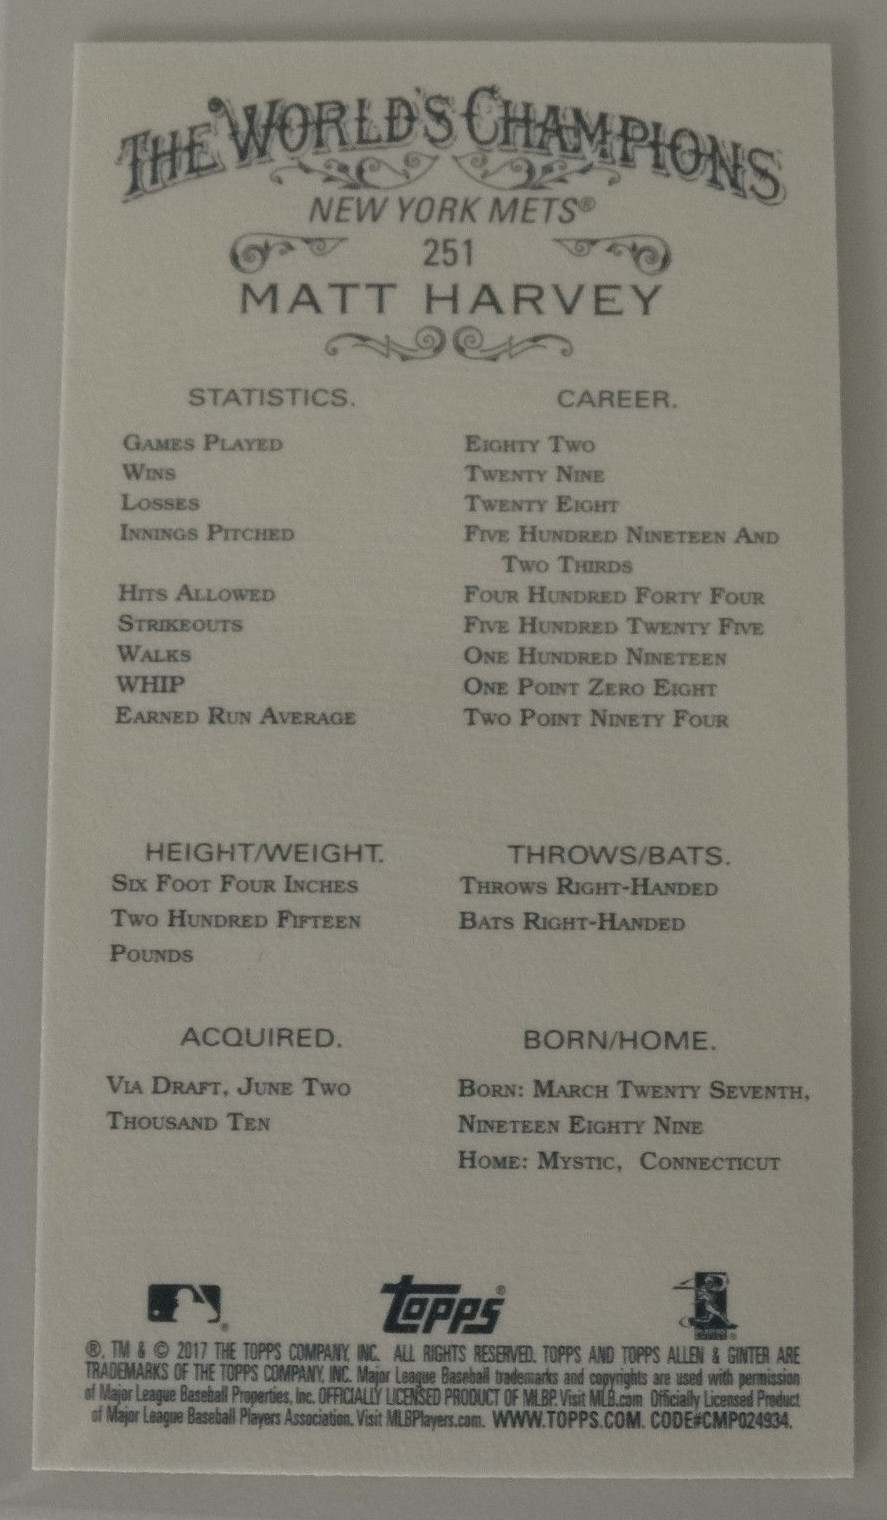 THE WORLD'S CHAMPIONS
NEW YORK METS®
251
MATT HARVEY
STATISTICS. CAREER.
GAMES PLAYED EIGHTY TWO
WINS TWENTY NINE
LOSSES TWENTY EIGHT
INNINGS PITCHED FIVE HUNDRED NINETEEN AND
TWO THIRDS
HITS ALLOWED FOUR HUNDRED FORTY FOUR
STRIKEOUTS FIVE HUNDRED TWENTY FIVE
WALKS ONE HUNDRED NINETEEN
WHIP ONE POINT ZERO EIGHT
EARNED RUN AVERAGE TWO POINT NINETY FOUR
HEIGHT/WEIGHT.
SIX FOOT FOUR INCHES
TWO HUNDRED FIFTEEN
POUNDS
THROWS/BATS.
THROWS RIGHT-HANDED
BATS RIGHT-HANDED
ACQUIRED.
VIA DRAFT, JUNE TWO
THOUSAND TEN
BORN/HOME.
BORN: MARCH TWENTY SEVENTH,
NINETEEN EIGHTY NINE
HOME: MYSTIC, CONNECTICUT
® topps® ®
®, TM & © 2017 THE TOPPS COMPANY, INC. ALL RIGHTS RESERVED. TOPPS AND TOPPS ALLEN & GINTER ARE
TRADEMARKS OF THE TOPPS COMPANY, INC. Major League Baseball trademarks and copyrights are used with permission
of Major League Baseball Properties, Inc. OFFICIALLY LICENSED PRODUCT OF MLBP. Visit MLB.com Officially Licensed Product
of Major League Baseball Players Association. Visit MLBPlayers.com. WWW.TOPPS.COM. CODE#CMP024934.